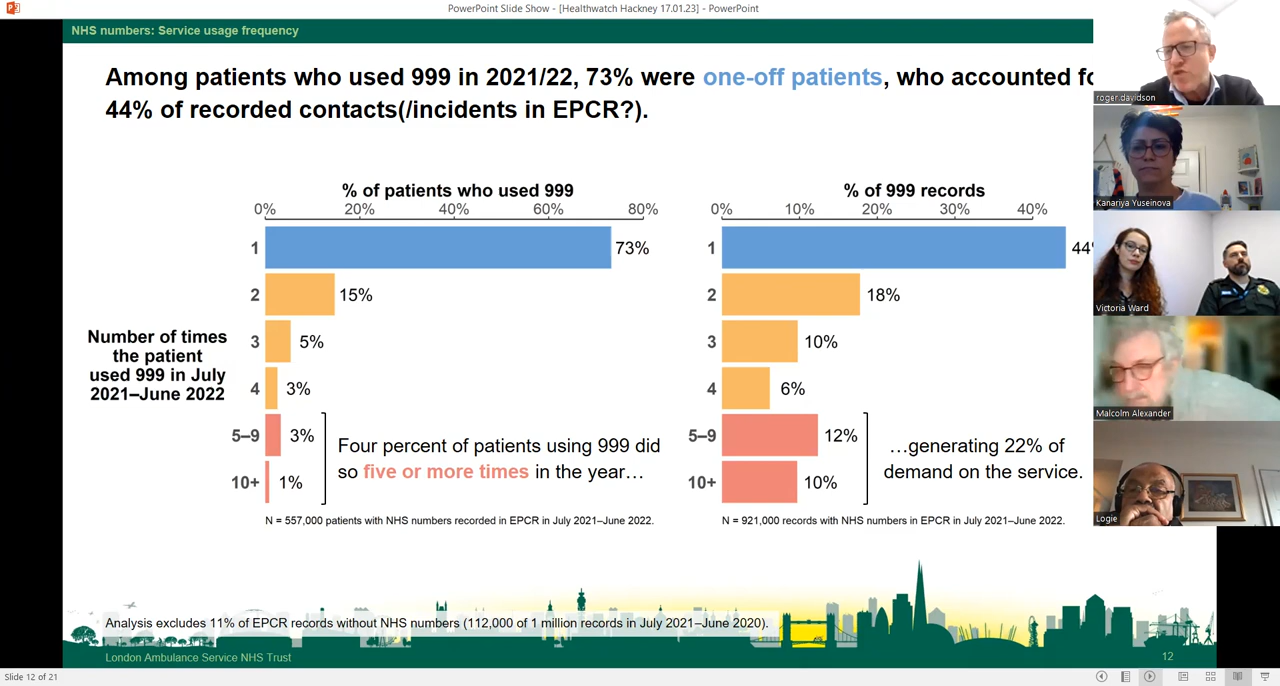 PowerPoint Slide Show - [Healthwatch Hackney 17.01.23] - PowerPoint
NHS numbers: Service usage frequency
Among patients who used 999 in 2021/22, 73% were one-off patients, who accounted fo
44% of recorded contacts(/incidents in EPCR?).
% of patients who used 999
0% 20% 40% 60% 80%
Number of times
the patient
used 999 in July
2021–June 2022
1 73%
2 15%
3 5%
4 3%
5–9 3%
10+ 1%
Four percent of patients using 999 did
so five or more times in the year…
N = 557,000 patients with NHS numbers recorded in EPCR in July 2021–June 2022.
% of 999 records
0% 10% 20% 30% 40%
1 44
2 18%
3 10%
4 6%
5–9 12%
10+ 10%
…generating 22% of
demand on the service.
N = 921,000 records with NHS numbers in EPCR in July 2021–June 2022.
Analysis excludes 11% of EPCR records without NHS numbers (112,000 of 1 million records in July 2021–June 2020).
London Ambulance Service NHS Trust
12
roger.davidson
Kanariya Yuseinova
Victoria Ward
Malcolm Alexander
Logie
Slide 12 of 21